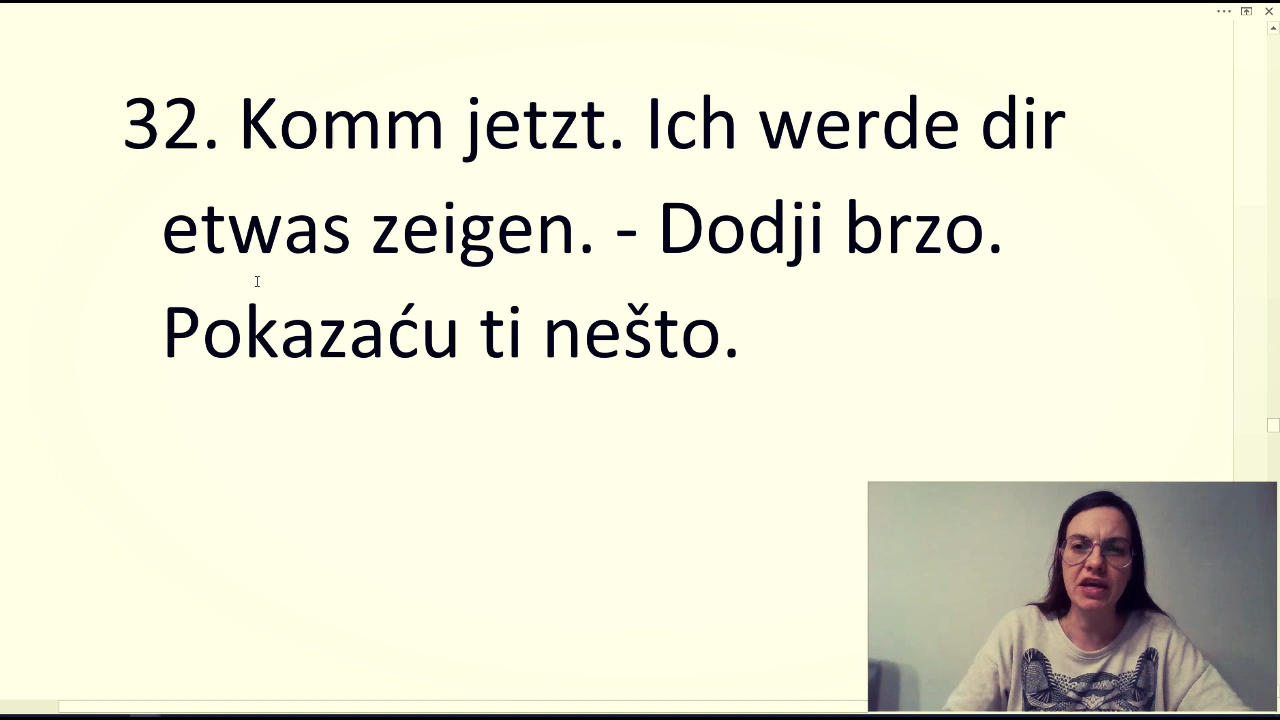 32. Komm jetzt. Ich werde dir
etwas zeigen. - Dodji brzo.
Pokazaću ti nešto.